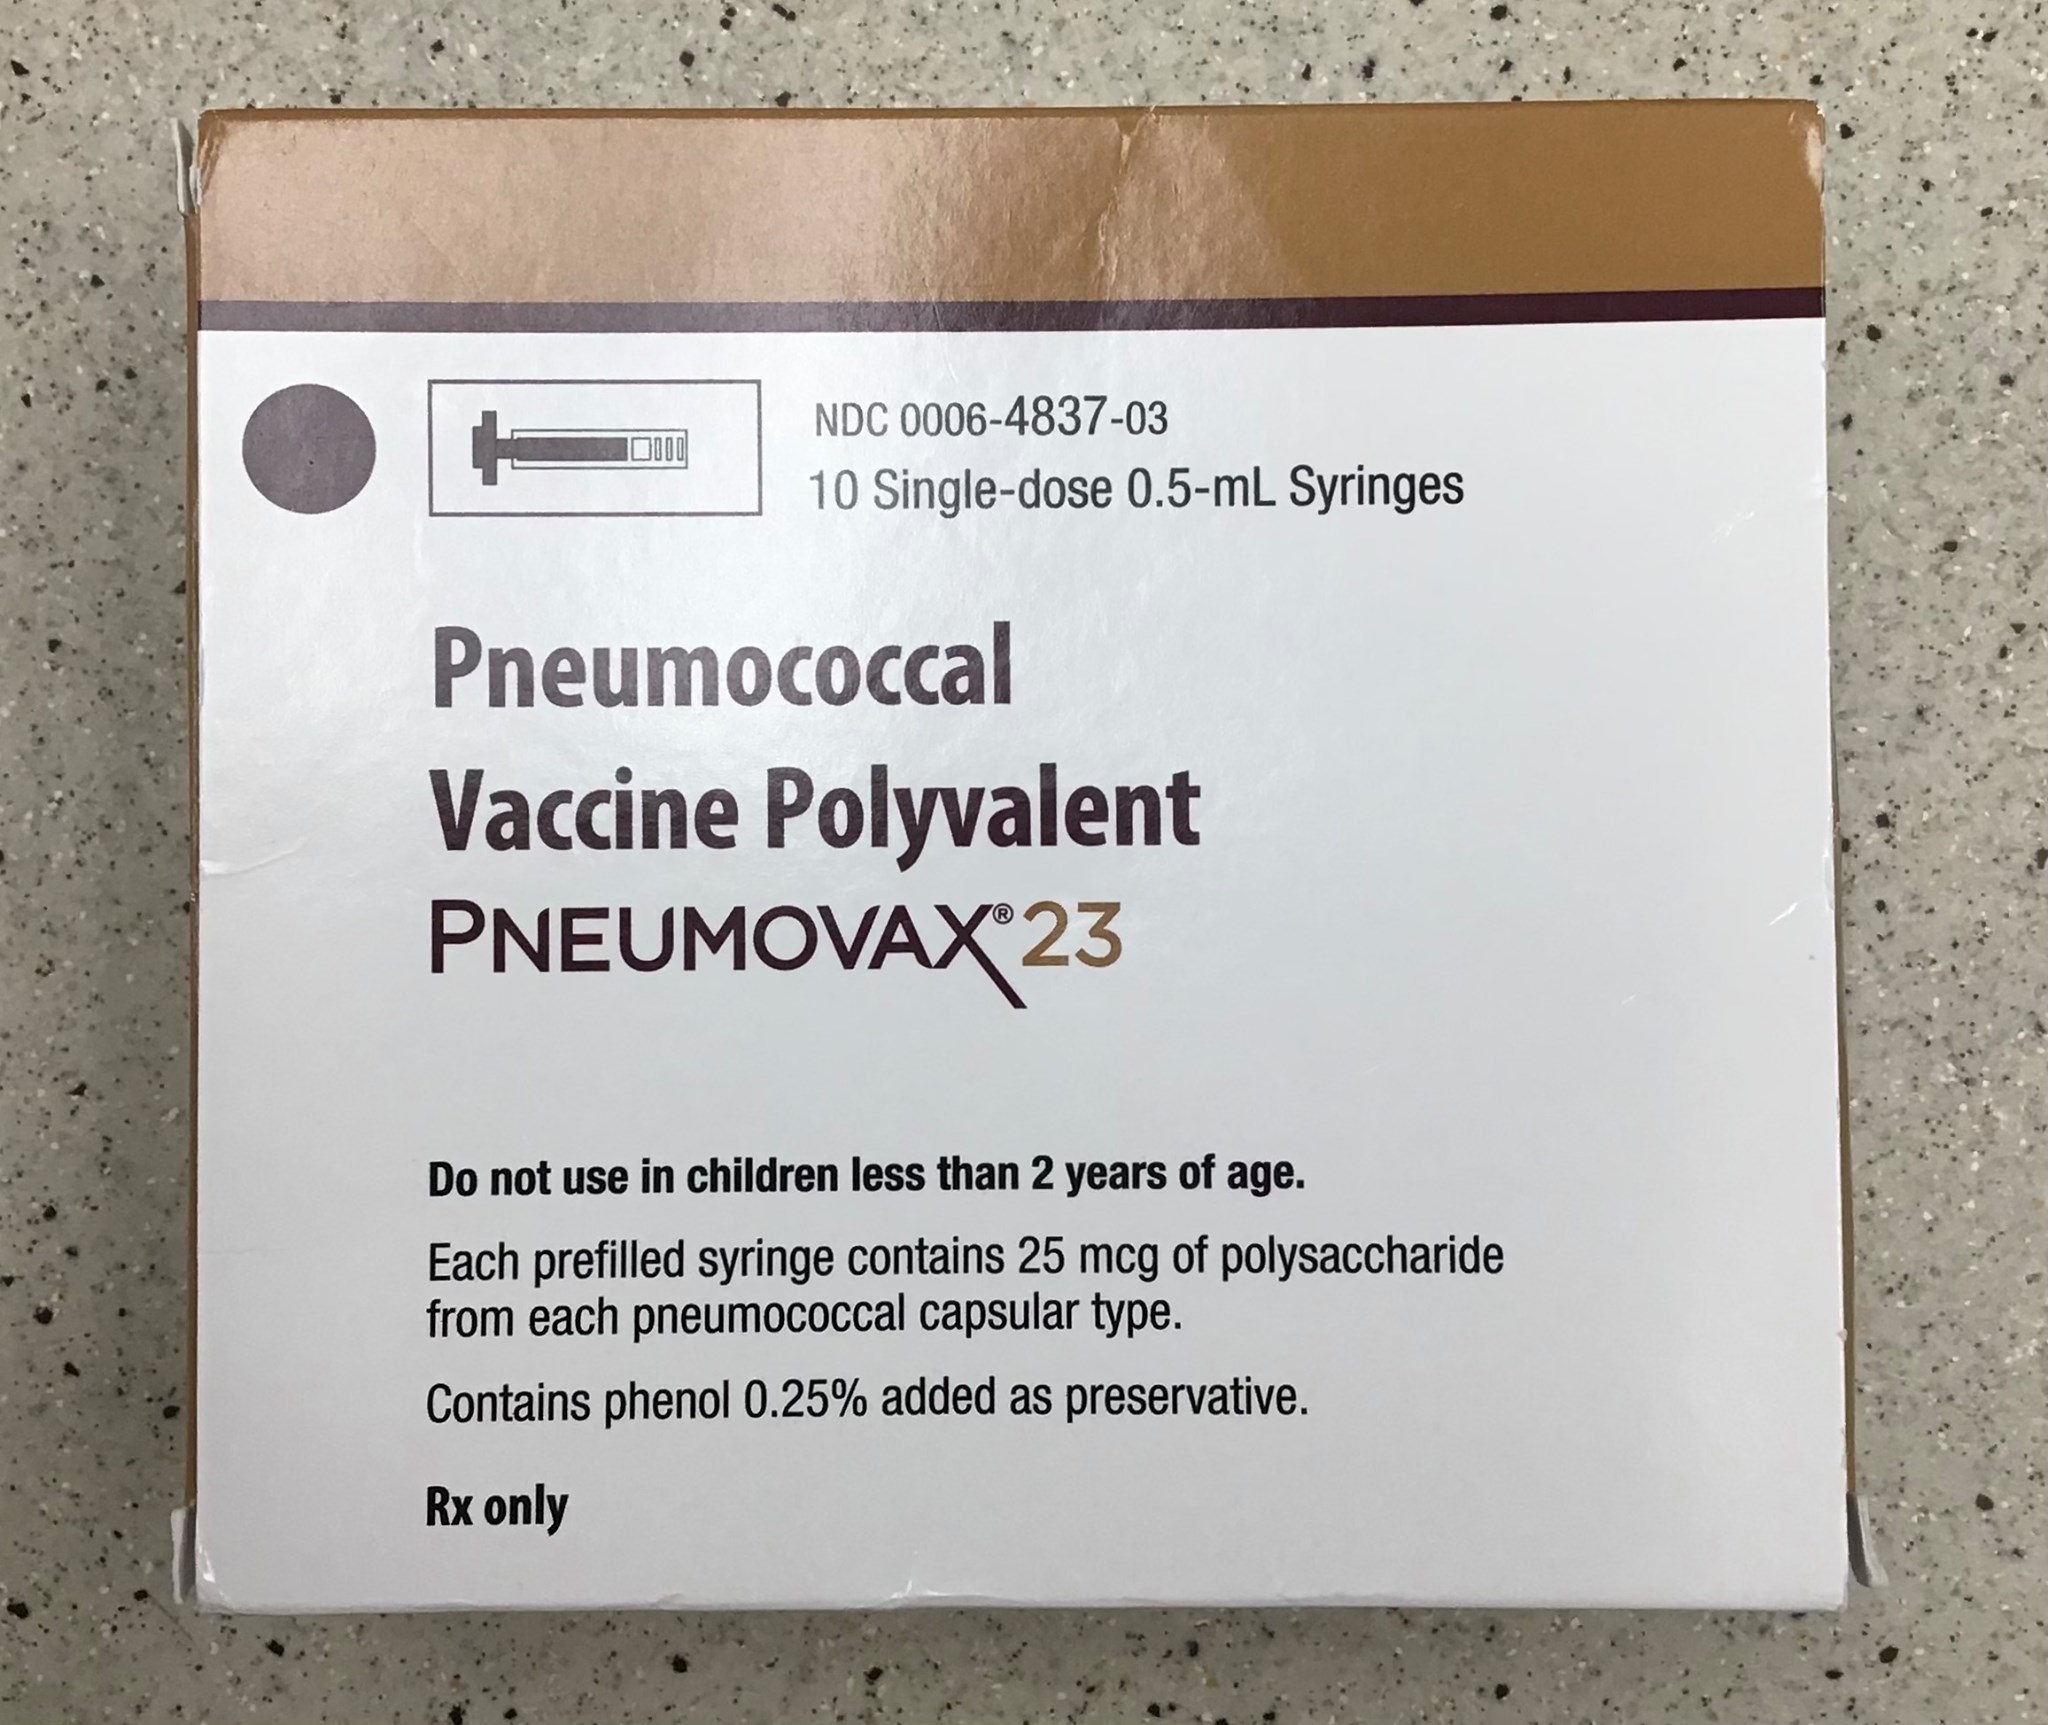 NDC 0006-4837-03
10 Single-dose 0.5-mL Syringes
Pneumococcal
Vaccine Polyvalent
PNEUMOVAX®23
Do not use in children less than 2 years of age.
Each prefilled syringe contains 25 mcg of polysaccharide
from each pneumococcal capsular type.
Contains phenol 0.25% added as preservative.
Rx only